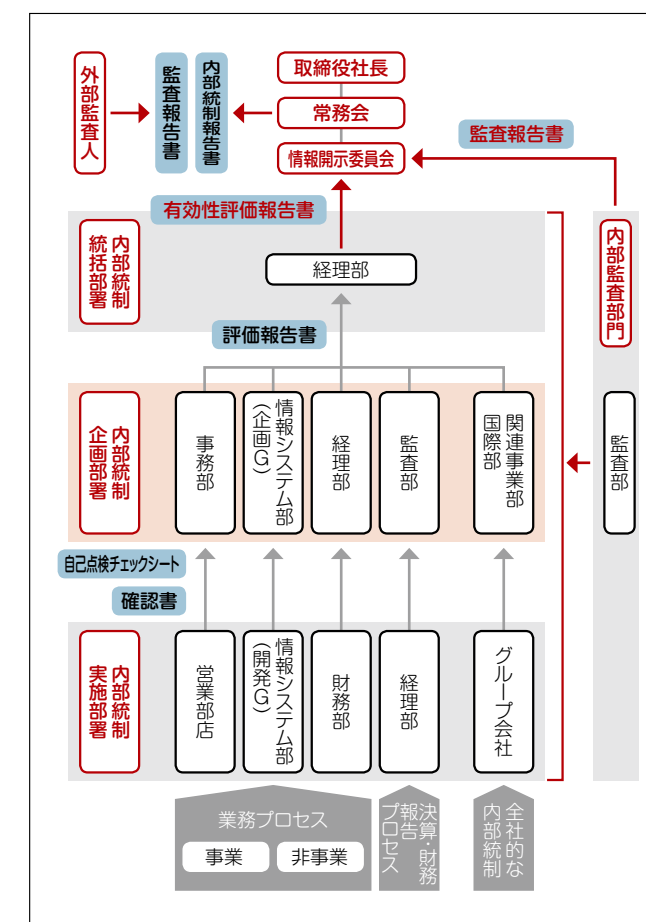 取締役社長
常務会
情報開示委員会
外部監査人
監査報告書
内部統制報告書
監査報告書
有効性評価報告書
内部統制
統括部署
経理部
内部監査部門
評価報告書
内部統制
企画部署
事務部
情報システム部
(企画G)
経理部
監査部
関連事業部
国際部
監査部
自己点検チェックシート
確認書
内部統制
実施部署
営業部店
情報システム部
(開発G)
財務部
経理部
グループ会社
業務プロセス
事業
非事業
決算・財務
報告
プロセス
全社的な
内部統制